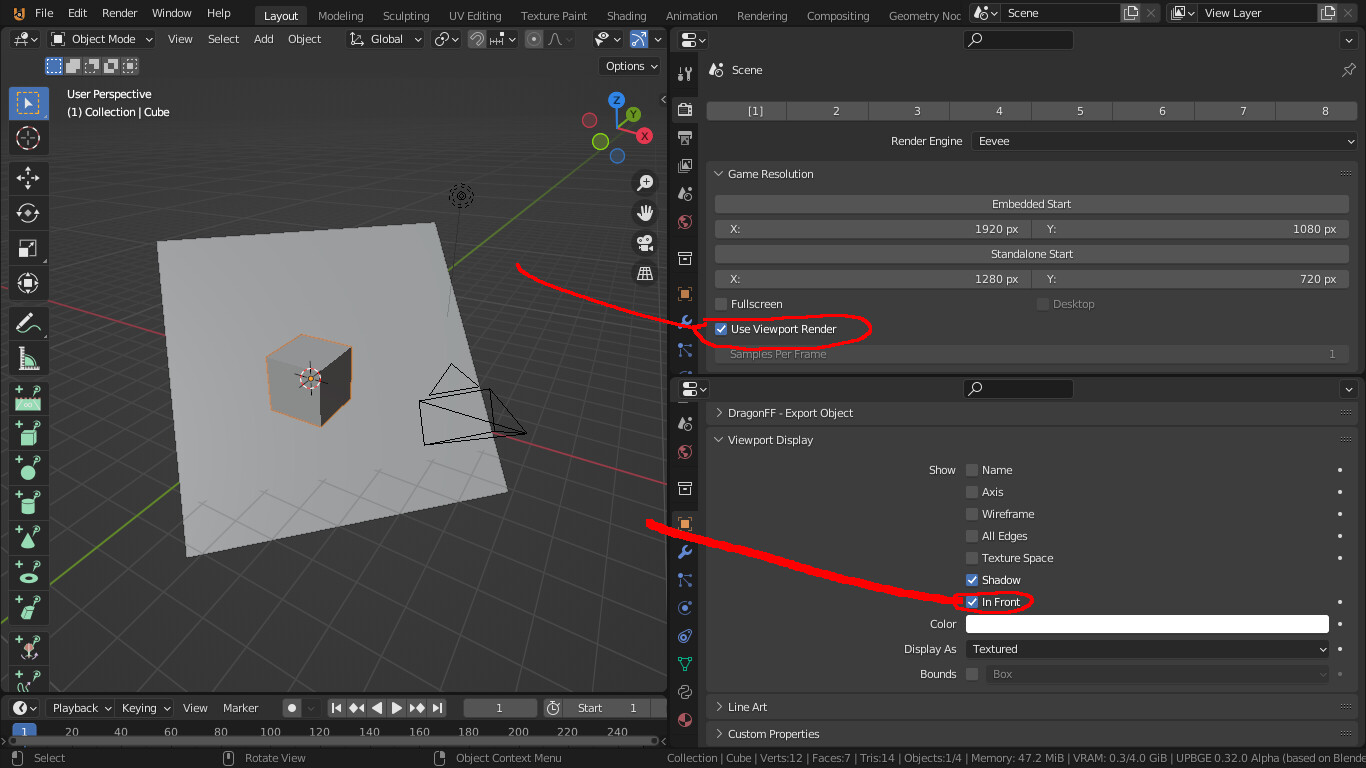 File Edit Render Window Help Layout Modeling Sculpting UV Editing Texture Paint Shading Animation Rendering Compositing Geometry Noc Scene View Layer
Object Mode View Select Add Object Global
Options
User Perspective
(1) Collection | Cube
Z
Y
X
Scene
[1] 2 3 4 5 6 7 8
Render Engine Eevee
Game Resolution
Embedded Start
X: 1920 px Y: 1080 px
Standalone Start
X: 1280 px Y: 720 px
Fullscreen Desktop
Use Viewport Render
Samples Per Frame 1
DragonFF - Export Object
Viewport Display
Show Name
Axis
Wireframe
All Edges
Texture Space
Shadow
In Front
Color
Display As Textured
Bounds Box
Line Art
Custom Properties
Playback Keying View Marker 1 Start 1
1 20 40 60 80 100 120 140 160 180 200 220 240
Select Rotate View Object Context Menu Collection | Cube | Verts:12 | Faces:7 | Tris:14 | Objects:1/4 | Memory: 47.2 MiB | VRAM: 0.3/4.0 GiB | UPBGE 0.32.0 Alpha (based on Blende